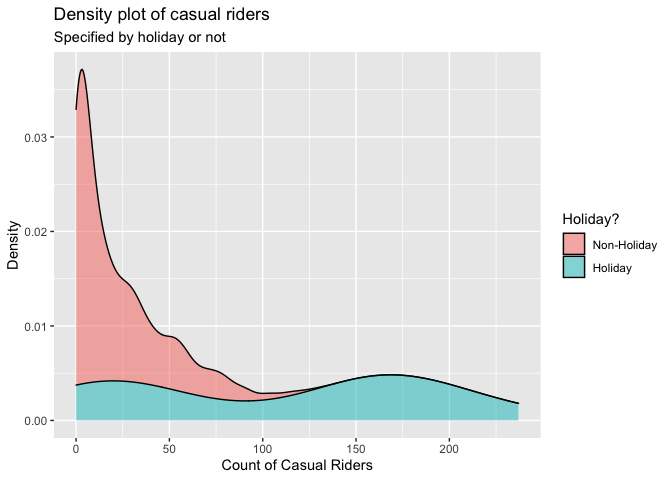 Density plot of casual riders
Specified by holiday or not
0.03
0.02
0.01
0.00
Density
0 50 100 150 200
Count of Casual Riders
Holiday?
Non-Holiday
Holiday